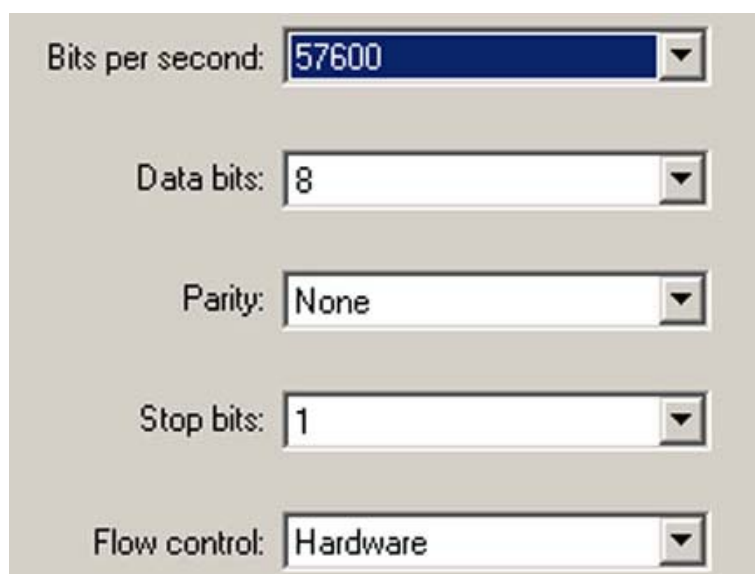 Bits per second: 57600
Data bits: 8
Parity: None
Stop bits: 1
Flow control: Hardware